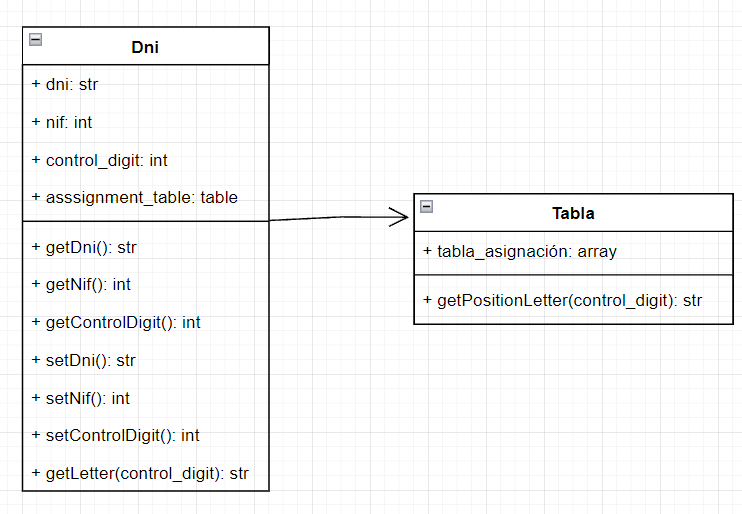 Dni
+ dni: str
+ nif: int
+ control_digit: int
+ asssignment_table: table
+ getDni(): str
+ getNif(): int
+ getControlDigit(): int
+ setDni(): str
+ setNif(): int
+ setControlDigit(): int
+ getLetter(control_digit): str
Tabla
+ tabla_asignación: array
+ getPositionLetter(control_digit): str